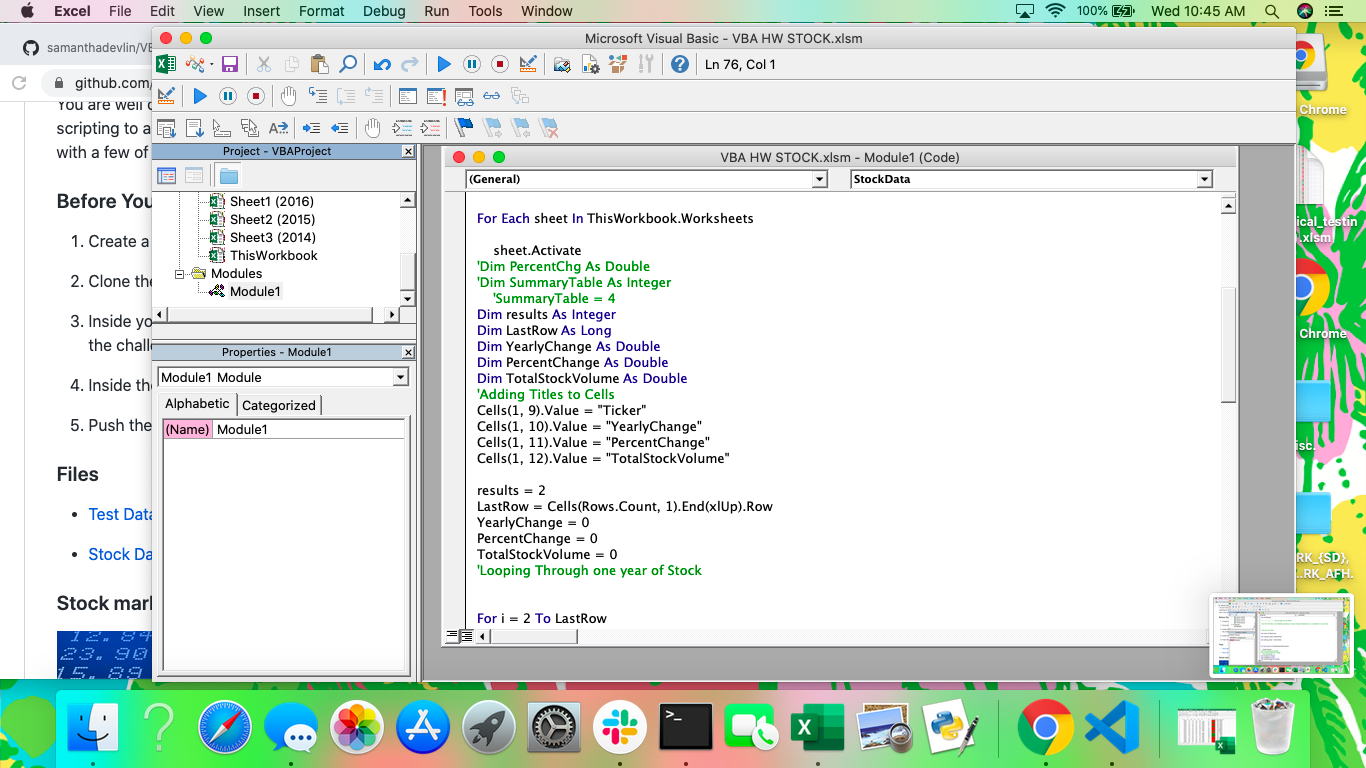 Excel File Edit View Insert Format Debug Run Tools Window 100% Wed 10:45 AM
samanthadevlin/VB
Microsoft Visual Basic - VBA HW STOCK.xlsm
github.com/
Ln 76, Col 1
You are well
scripting to a
with a few of
Before You
1. Create a
2. Clone the
3. Inside yo
the chall
4. Inside the
5. Push the
Files
Test Data
Stock Da
Stock marl
12.84
23.90
15.89
Project - VBAProject
Sheet1 (2016)
Sheet2 (2015)
Sheet3 (2014)
ThisWorkbook
Modules
Module1
Properties - Module1
Module1 Module
Alphabetic Categorized
(Name) Module1
VBA HW STOCK.xlsm - Module1 (Code)
(General) StockData
For Each sheet In ThisWorkbook.Worksheets
sheet.Activate
'Dim PercentChg As Double
'Dim SummaryTable As Integer
'SummaryTable = 4
Dim results As Integer
Dim LastRow As Long
Dim YearlyChange As Double
Dim PercentChange As Double
Dim TotalStockVolume As Double
'Adding Titles to Cells
Cells(1, 9).Value = "Ticker"
Cells(1, 10).Value = "YearlyChange"
Cells(1, 11).Value = "PercentChange"
Cells(1, 12).Value = "TotalStockVolume"
results = 2
LastRow = Cells(Rows.Count, 1).End(xlUp).Row
YearlyChange = 0
PercentChange = 0
TotalStockVolume = 0
'Looping Through one year of Stock
For i = 2 To LastRow
Chrome
ical_testin
.xlsm
Chrome
isc.
RK_{SD},
..RK_AFH.